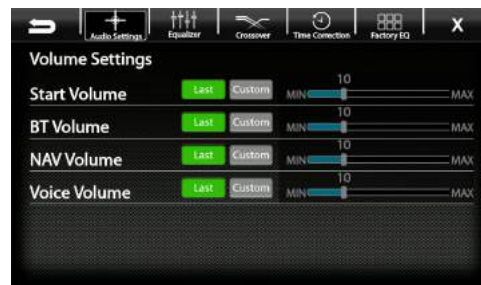 Audio Settings Equalizer Crossover Time Correction Factory EQ X
Volume Settings
10
Start Volume Last Custom MIN MAX
10
BT Volume Last Custom MIN MAX
10
NAV Volume Last Custom MIN MAX
10
Voice Volume Last Custom MIN MAX